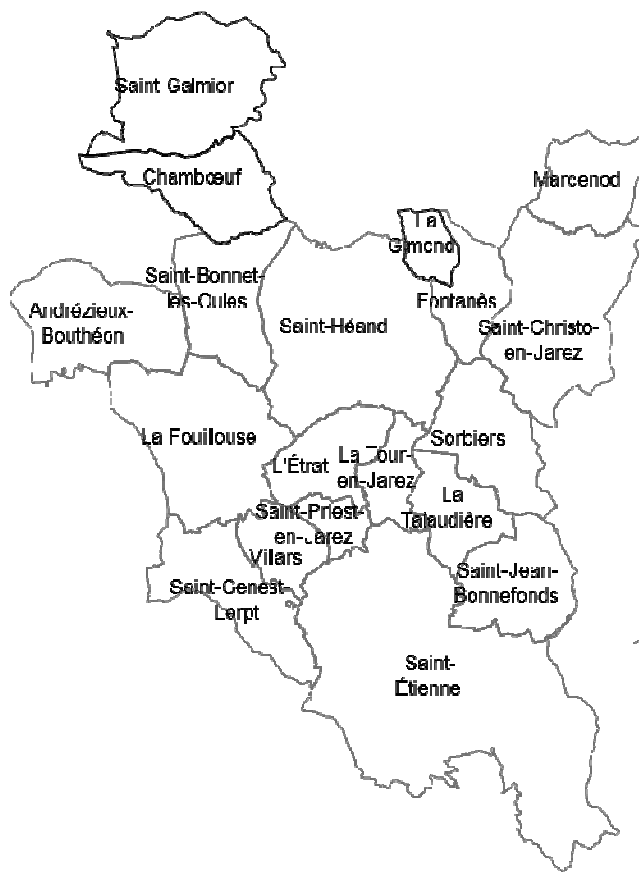 Saint Galmior
Chambœuf
Marcenod
La
Gimond
Saint-Bonnet-
les-Oules
Fontanès
Andrézieux-
Bouthéon
Saint-Héand
Saint-Christo-
en-Jarez
La Fouillouse
Sorbiers
L'Étrat
La Tour-
en-Jarez
La
Talaudière
Saint-Priest-
en-Jarez
Villars
Saint-Jean-
Bonnefonds
Saint-Genest-
Lerpt
Saint-
Étienne